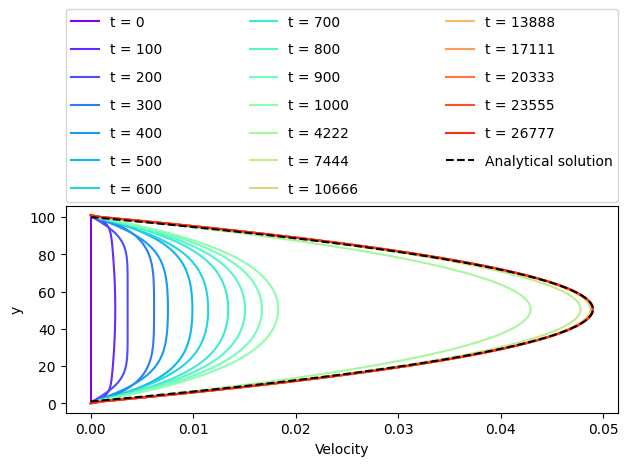 t = 0
t = 100
t = 200
t = 300
t = 400
t = 500
t = 600
t = 700
t = 800
t = 900
t = 1000
t = 4222
t = 7444
t = 10666
t = 13888
t = 17111
t = 20333
t = 23555
t = 26777
Analytical solution
100
80
60
40
20
0
y
0.00 0.01 0.02 0.03 0.04 0.05
Velocity